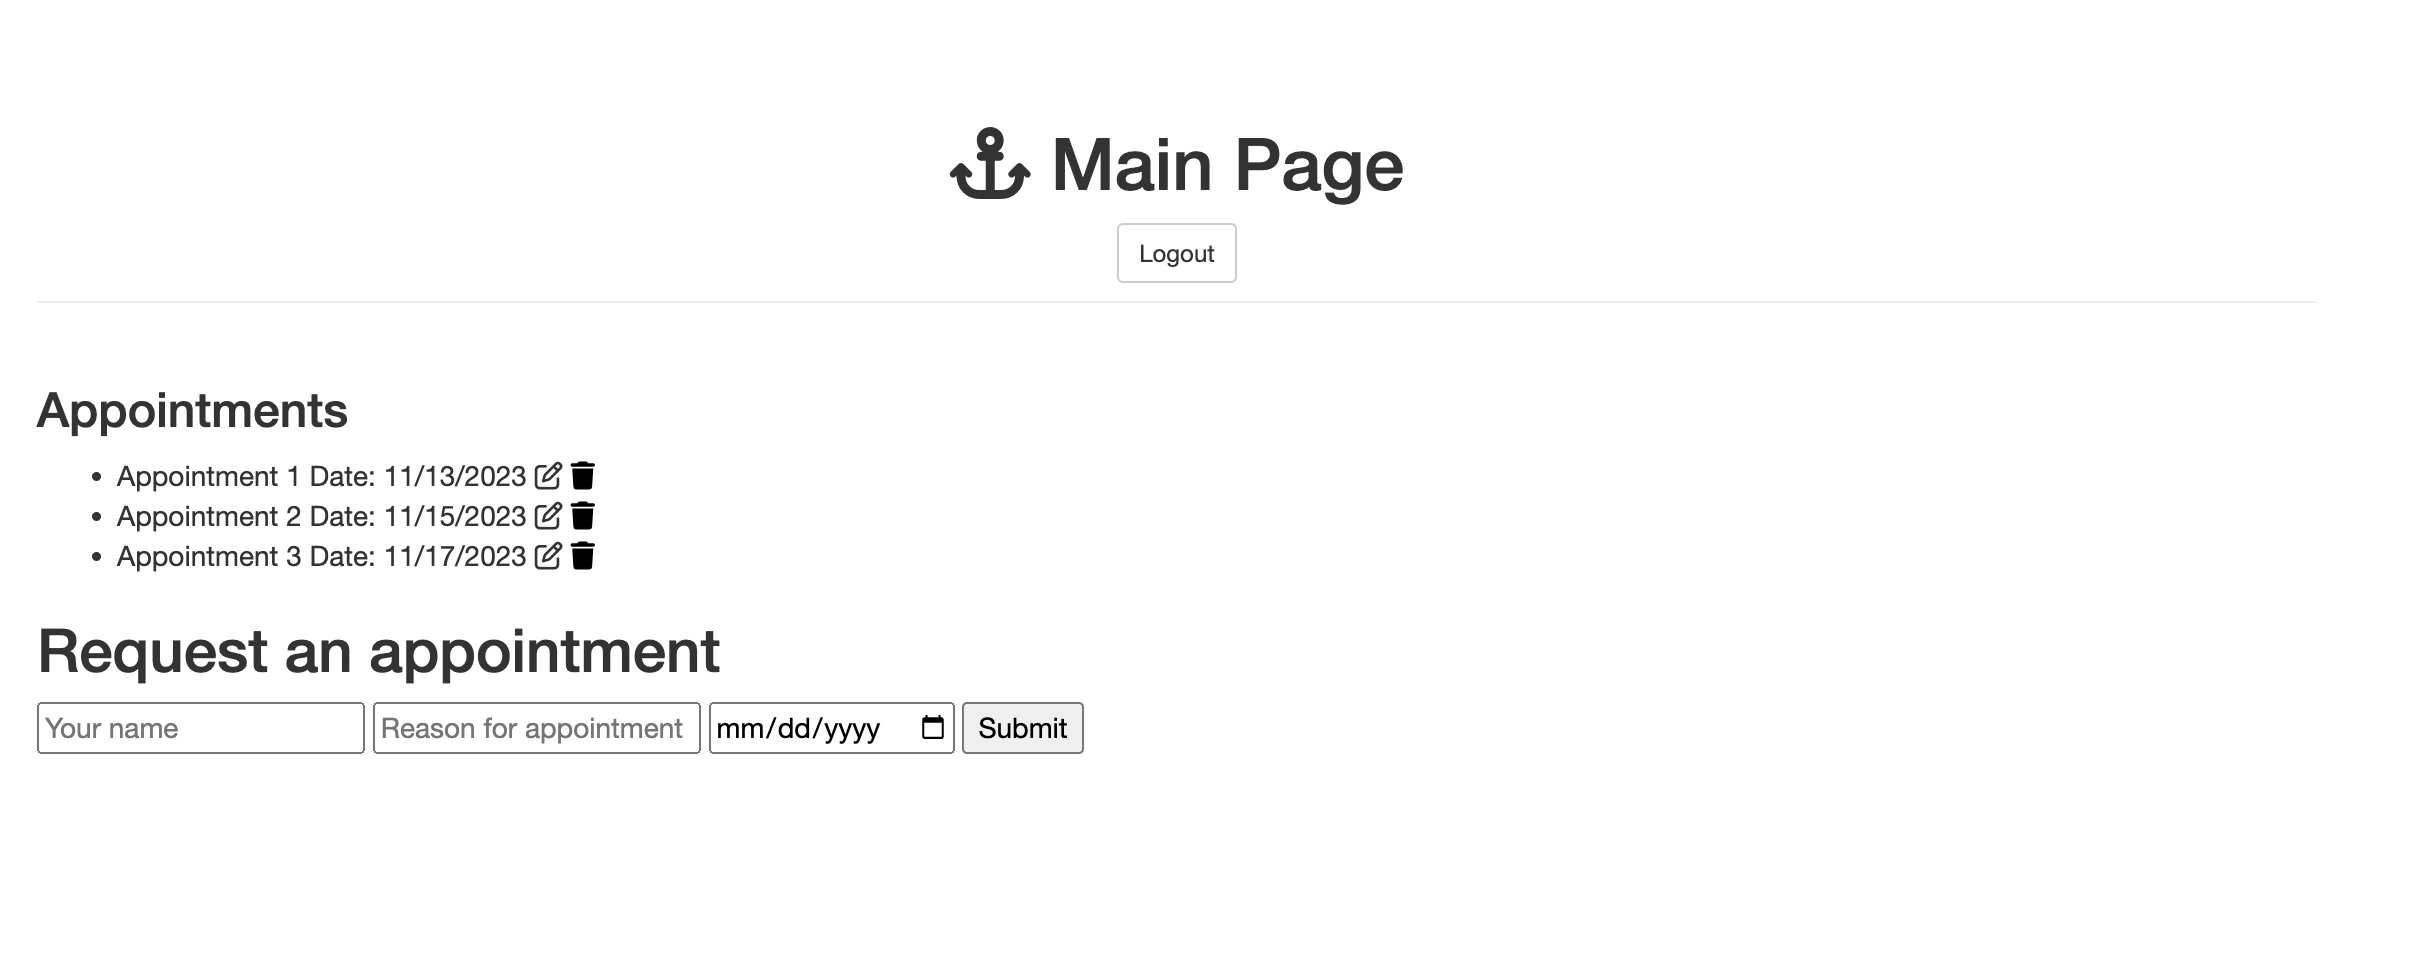 Main Page
Logout
Appointments
Appointment 1 Date: 11/13/2023
Appointment 2 Date: 11/15/2023
Appointment 3 Date: 11/17/2023
Request an appointment
Your name Reason for appointment mm/dd/yyyy Submit